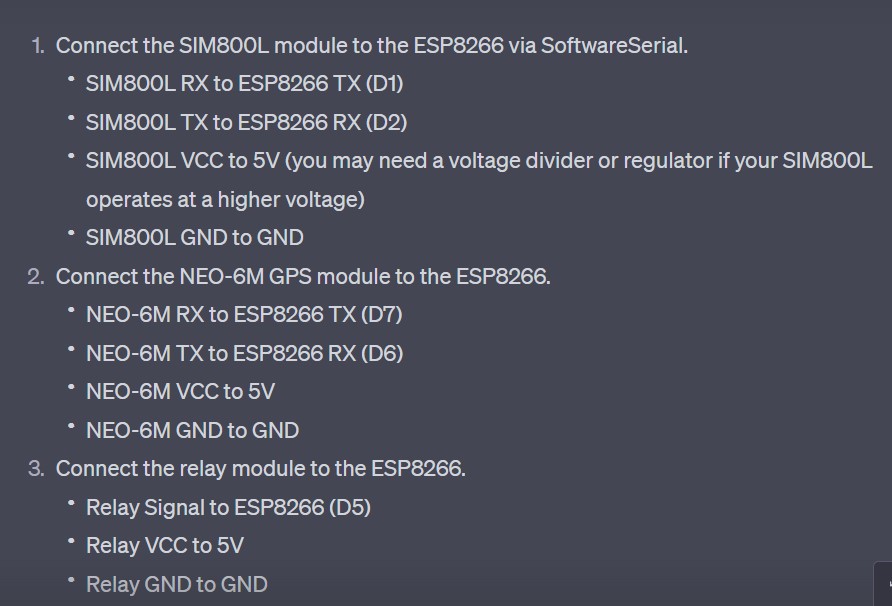 1. Connect the SIM800L module to the ESP8266 via SoftwareSerial.
• SIM800L RX to ESP8266 TX (D1)
• SIM800L TX to ESP8266 RX (D2)
• SIM800L VCC to 5V (you may need a voltage divider or regulator if your SIM800L
operates at a higher voltage)
• SIM800L GND to GND
2. Connect the NEO-6M GPS module to the ESP8266.
• NEO-6M RX to ESP8266 TX (D7)
• NEO-6M TX to ESP8266 RX (D6)
• NEO-6M VCC to 5V
• NEO-6M GND to GND
3. Connect the relay module to the ESP8266.
• Relay Signal to ESP8266 (D5)
• Relay VCC to 5V
• Relay GND to GND